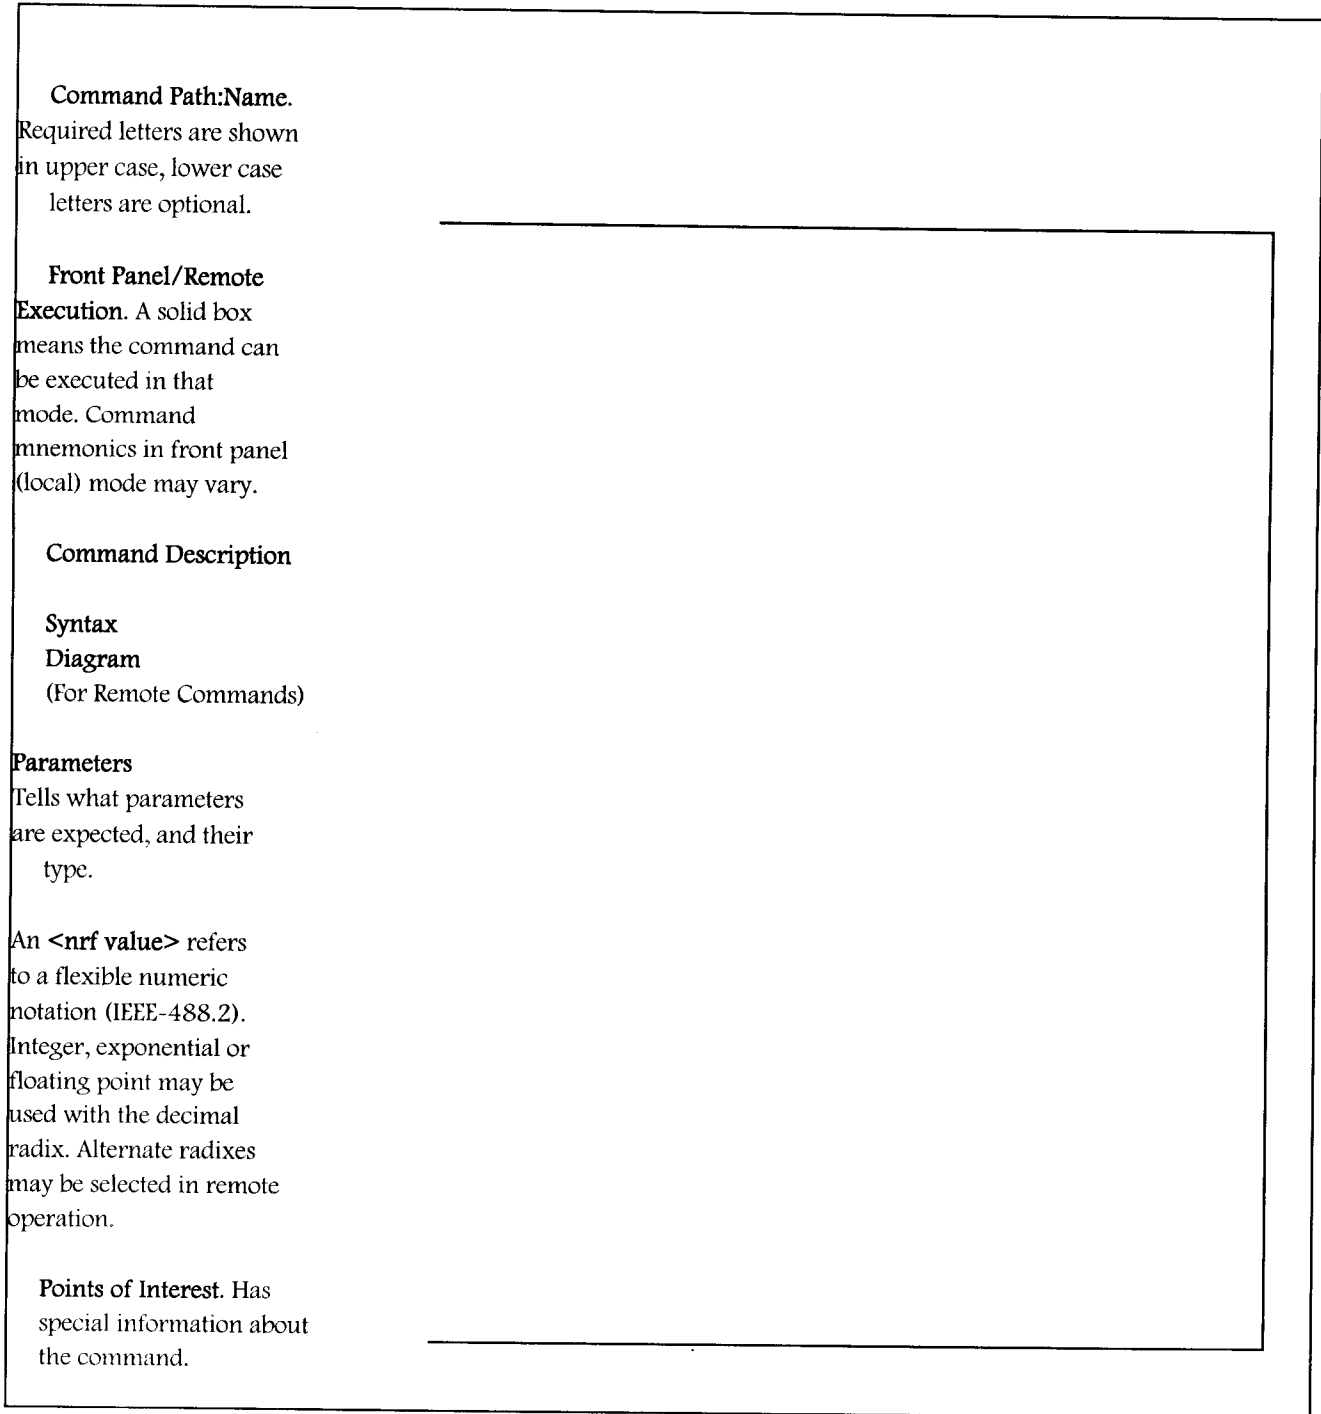 Command Path:Name.
Required letters are shown
in upper case, lower case
letters are optional.
Front Panel/Remote
Execution. A solid box
means the command can
be executed in that
mode. Command
mnemonics in front panel
(local) mode may vary.
Command Description
Syntax
Diagram
(For Remote Commands)
Parameters
Tells what parameters
are expected, and their
type.
An <nrf value> refers
to a flexible numeric
notation (IEEE-488.2).
Integer, exponential or
floating point may be
used with the decimal
radix. Alternate radixes
may be selected in remote
operation.
Points of Interest. Has
special information about
the command.